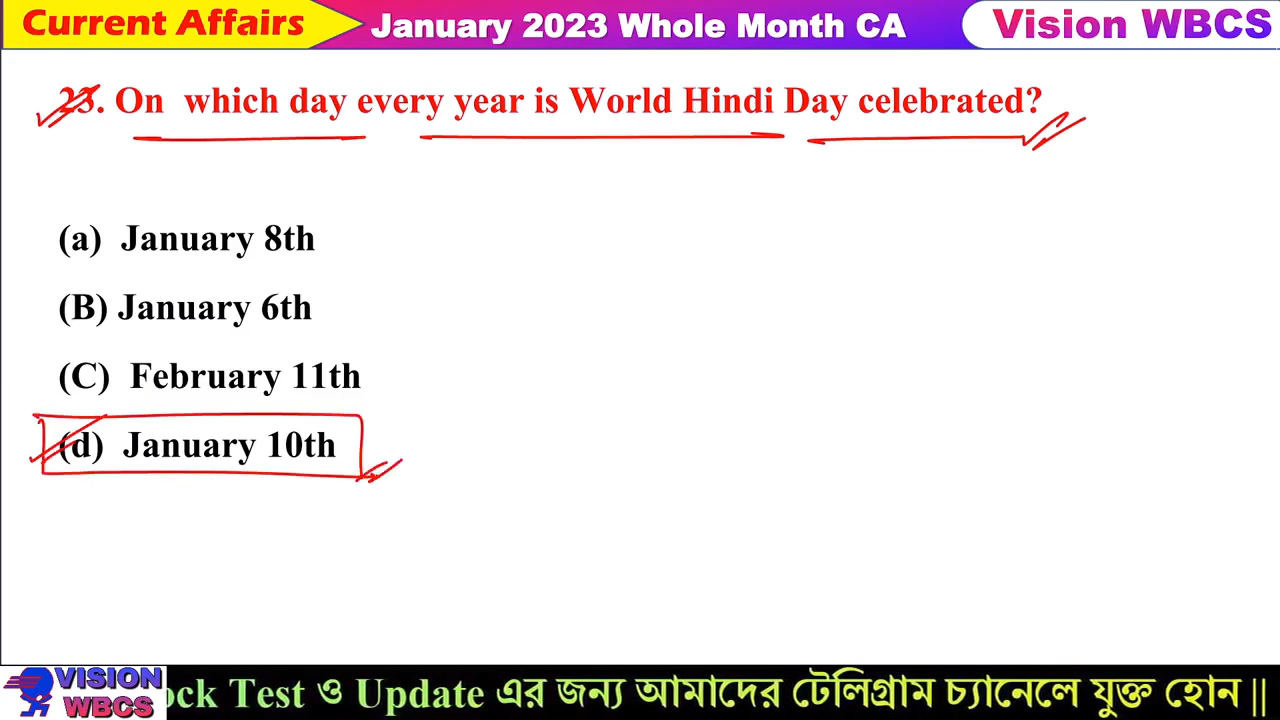 Current Affairs
January 2023 Whole Month CA
Vision WBCS
23. On which day every year is World Hindi Day celebrated?
(a) January 8th
(B) January 6th
(C) February 11th
(d) January 10th
VISION
WBCS
ock Test ও Update এর জন্য আমাদের টেলিগ্রাম চ্যানেলে যুক্ত হোন ||